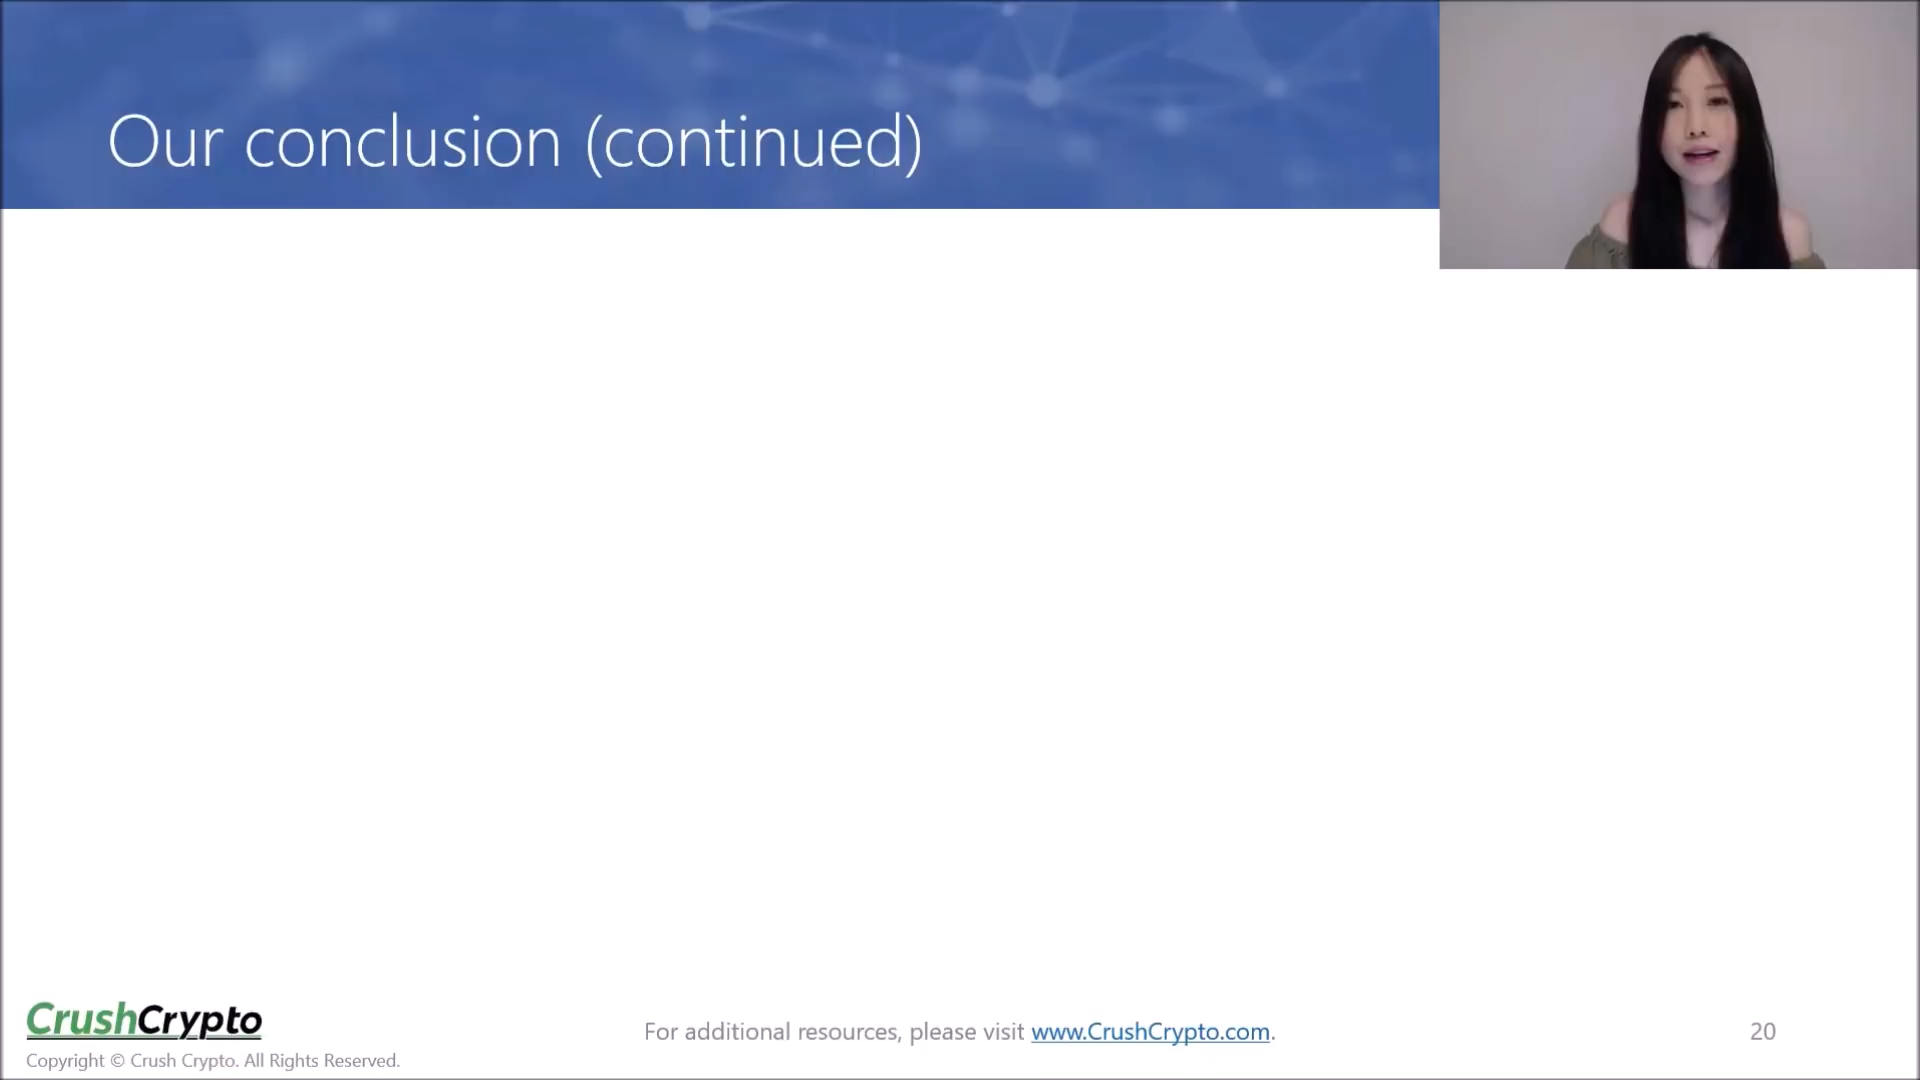 Our conclusion (continued)
CrushCrypto
Copyright © Crush Crypto. All Rights Reserved.
For additional resources, please visit www.CrushCrypto.com.
20